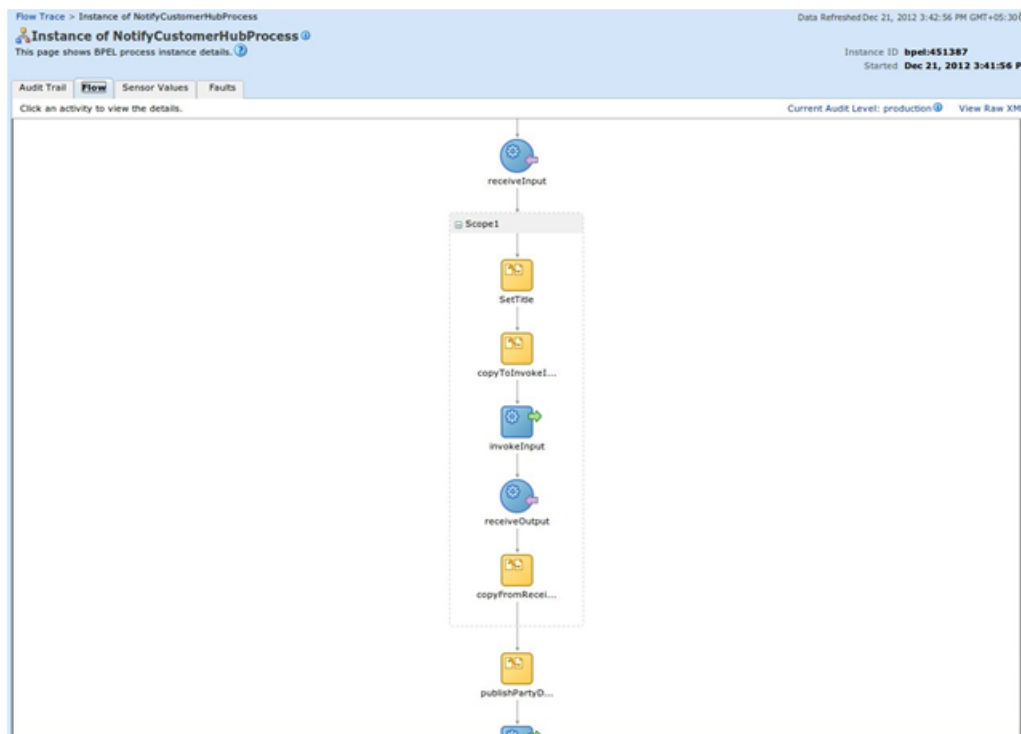 Flow Trace > Instance of NotifyCustomerHubProcess
Data Refreshed Dec 21, 2012 3:42:56 PM GMT+05:30
Instance of NotifyCustomerHubProcess
This page shows BPEL process instance details.
Instance ID bpel:451387
Started Dec 21, 2012 3:41:56 P
Audit Trail Flow Sensor Values Faults
Click an activity to view the details.
Current Audit Level: production View Raw XM
receiveInput
Scope1
SetTitle
copyToInvokeI...
invokeInput
receiveOutput
copyFromRecei...
publishPartyD...